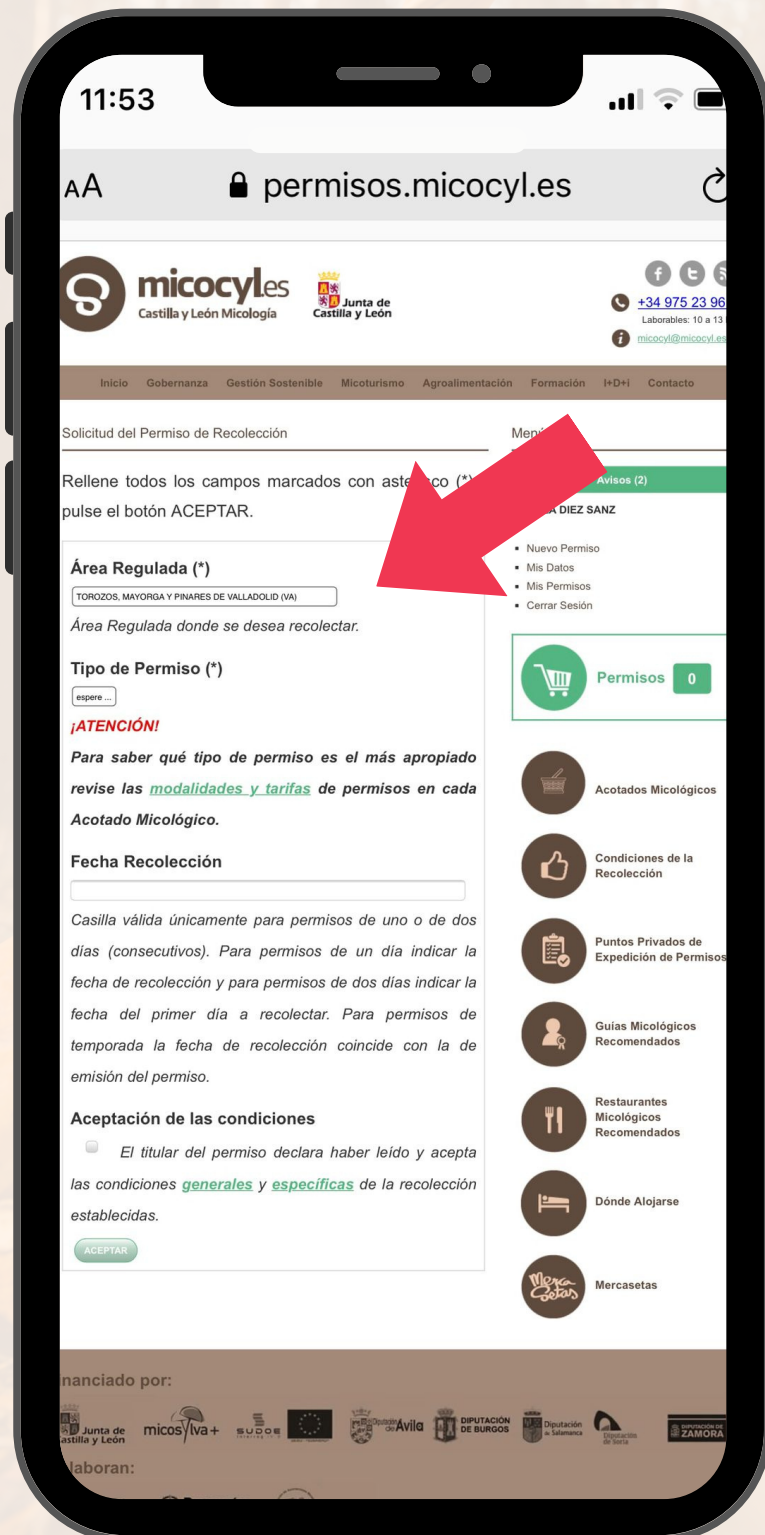 11:53
AA
permisos.micocyl.es
micocyl.es
Castilla y León Micología
Junta de
Castilla y León
+34 975 23 96
Laborables: 10 a 13
micocyl@micocyl.es
Inicio Gobernanza Gestión Sostenible Micoturismo Agroalimentación Formación I+D+i Contacto
Solicitud del Permiso de Recolección
Rellene todos los campos marcados con (*)
pulse el botón ACEPTAR.
Área Regulada (*)
TOROZOS, MAYORGA Y PINARES DE VALLADOLID (VA)
Área Regulada donde se desea recolectar.
Tipo de Permiso (*)
espere ...
¡ATENCIÓN!
Para saber qué tipo de permiso es el más apropiado
revise las modalidades y tarifas de permisos en cada
Acotado Micológico.
Fecha Recolección
Casilla válida únicamente para permisos de uno o de dos
días (consecutivos). Para permisos de un día indicar la
fecha de recolección y para permisos de dos días indicar la
fecha del primer día a recolectar. Para permisos de
temporada la fecha de recolección coincide con la de
emisión del permiso.
Aceptación de las condiciones
El titular del permiso declara haber leído y acepta
las condiciones generales y específicas de la recolección
establecidas.
ACEPTAR
Avisos (2)
DIEZ SANZ
Nuevo Permiso
Mis Datos
Mis Permisos
Cerrar Sesión
Permisos 0
Acotados Micológicos
Condiciones de la
Recolección
Puntos Privados de
Expedición de Permisos
Guías Micológicos
Recomendados
Restaurantes
Micológicos
Recomendados
Dónde Alojarse
Merca
Setas
Mercasetas
nanciado por:
Junta de
Castilla y León
micosylva+
SUDOE
Diputación
de Ávila
DIPUTACIÓN
DE BURGOS
Diputación
de Salamanca
Diputación
de Soria
DIPUTACIÓN DE
ZAMORA
laboran: